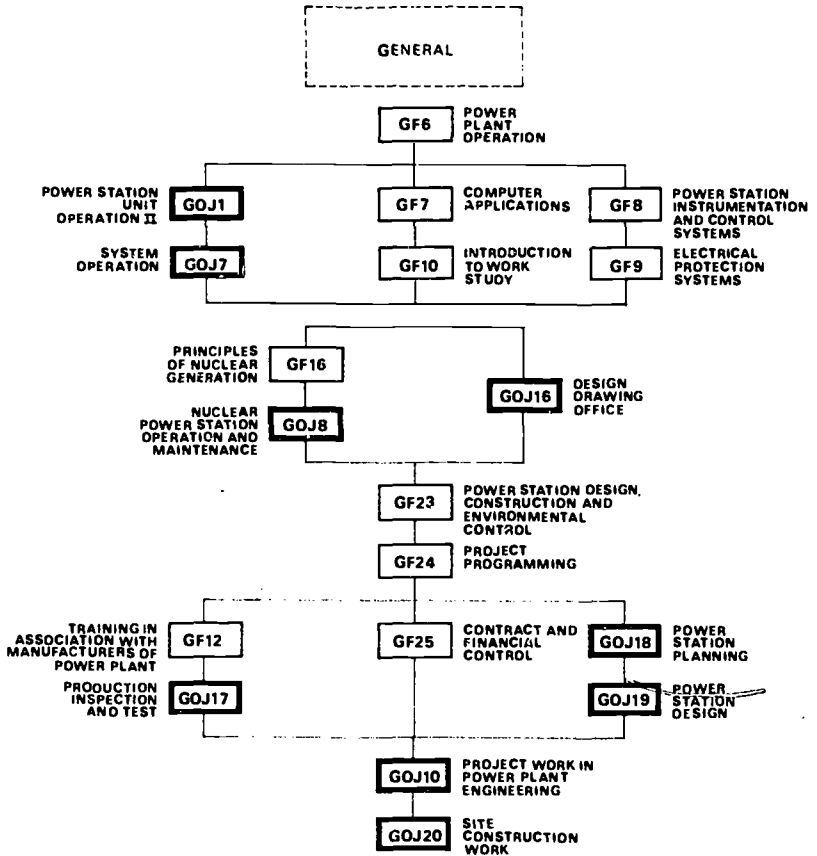 GENERAL
GF6
POWER
PLANT
OPERATION
POWER STATION
UNIT
OPERATION II
GOJ1
GF7
COMPUTER
APPLICATIONS
GF8
POWER STATION
INSTRUMENTATION
AND CONTROL
SYSTEMS
SYSTEM
OPERATION
GOJ7
GF10
INTRODUCTION
TO WORK
STUDY
GF9
ELECTRICAL
PROTECTION
SYSTEMS
PRINCIPLES
OF NUCLEAR
GENERATION
GF16
GOJ16
DESIGN
DRAWING
OFFICE
NUCLEAR
POWER STATION
OPERATION AND
MAINTENANCE
GOJ8
GF23
POWER STATION DESIGN,
CONSTRUCTION AND
ENVIRONMENTAL
CONTROL
GF24
PROJECT
PROGRAMMING
TRAINING IN
ASSOCIATION WITH
MANUFACTURERS OF
POWER PLANT
GF12
GF25
CONTRACT AND
FINANCIAL
CONTROL
GOJ18
POWER
STATION
PLANNING
PRODUCTION
INSPECTION
AND TEST
GOJ17
GOJ19
POWER
STATION
DESIGN
GOJ10
PROJECT WORK IN
POWER PLANT
ENGINEERING
GOJ20
SITE
CONSTRUCTION
WORK